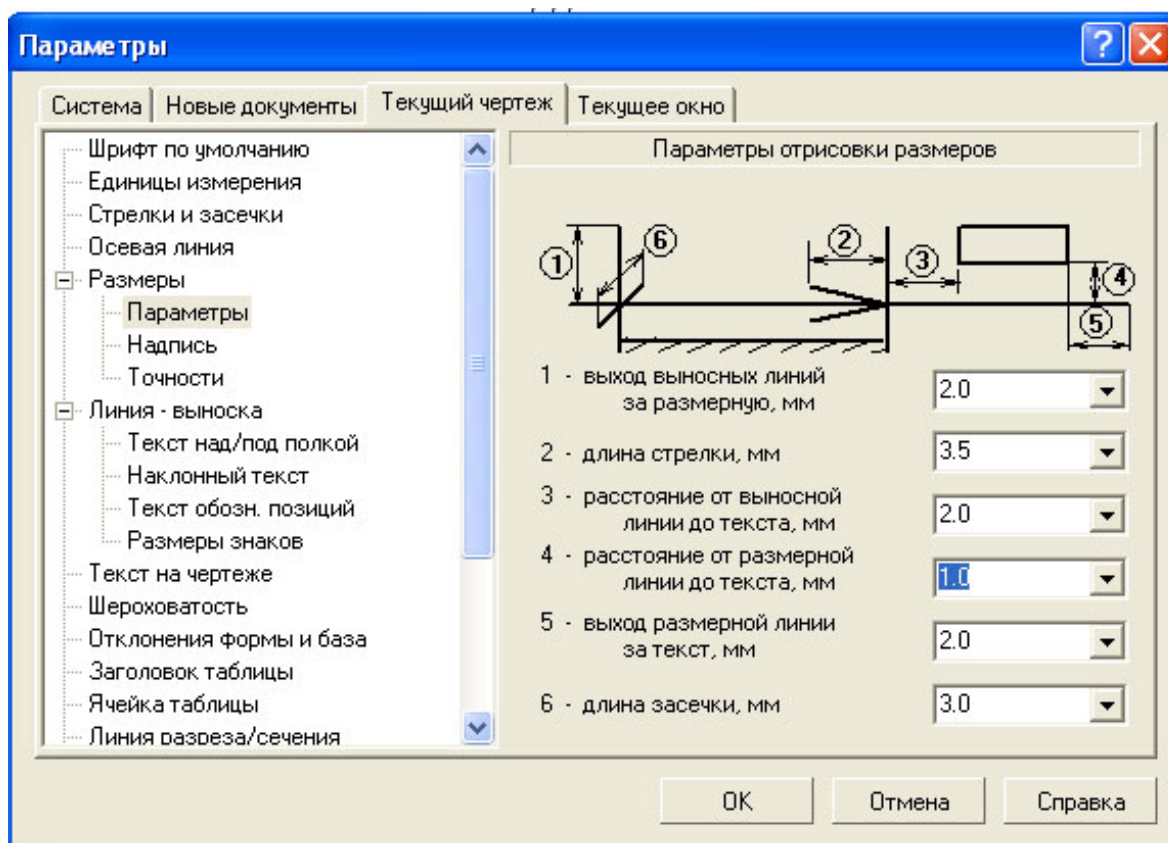 Параметры
Система
Новые документы
Текущий чертеж
Текущее окно
Шрифт по умолчанию
Единицы измерения
Стрелки и засечки
Осевая линия
Размеры
Параметры
Надпись
Точности
Линия - выноска
Текст над/под полкой
Наклонный текст
Текст обозн. позиций
Размеры знаков
Текст на чертеже
Шероховатость
Отклонения формы и база
Заголовок таблицы
Ячейка таблицы
Линия разреза/сечения
Параметры отрисовки размеров
1
6
2
3
4
5
1 - выход выносных линий
за размерную, мм
2.0
2 - длина стрелки, мм
3.5
3 - расстояние от выносной
линии до текста, мм
2.0
4 - расстояние от размерной
линии до текста, мм
1.0
5 - выход размерной линии
за текст, мм
2.0
6 - длина засечки, мм
3.0
OK
Отмена
Справка